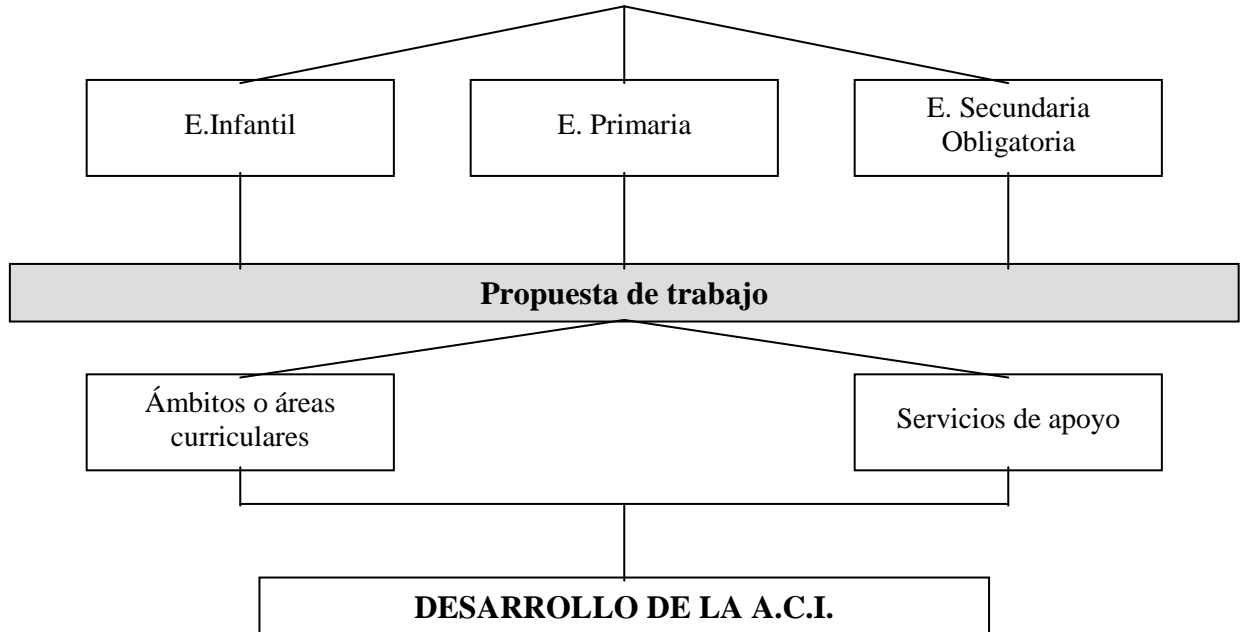 E.Infantil
E. Primaria
E. Secundaria
Obligatoria
Propuesta de trabajo
Ámbitos o áreas
curriculares
Servicios de apoyo
DESARROLLO DE LA A.C.I.